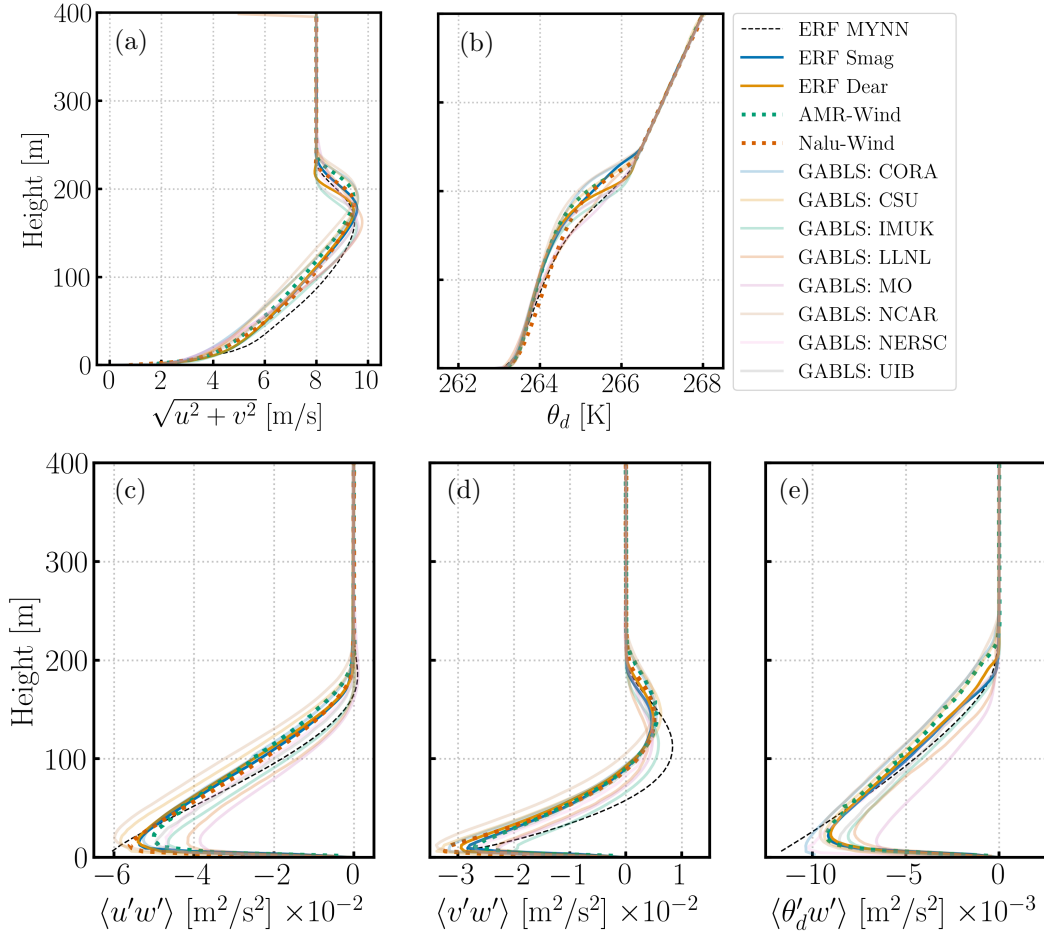 (a)
400
300
200
100
0
Height [m]
0 2 4 6 8 10
√u² + v² [m/s]
(b)
262 264 266 268
θ_d [K]
ERF MYNN
ERF Smag
ERF Dear
AMR-Wind
Nalu-Wind
GABLS: CORA
GABLS: CSU
GABLS: IMUK
GABLS: LLNL
GABLS: MO
GABLS: NCAR
GABLS: NERSC
GABLS: UIB
(c)
400
300
200
100
0
Height [m]
−6 −4 −2 0
⟨u′w′⟩ [m²/s²] ×10⁻²
(d)
−3 −2 −1 0 1
⟨v′w′⟩ [m²/s²] ×10⁻²
(e)
−10 −5 0
⟨θ′_d w′⟩ [m²/s²] ×10⁻³